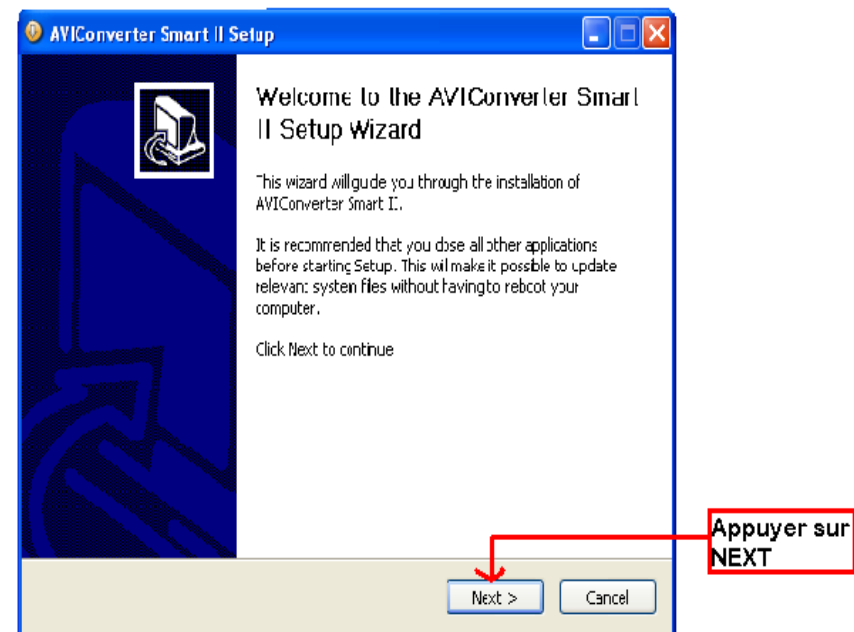 AVIConverter Smart II Setup
Welcome to the AVIConverter Smart
II Setup Wizard
This wizard will guide you through the installation of
AVIConverter Smart II.
It is recommended that you close all other applications
before starting Setup. This will make it possible to update
relevant system files without having to reboot your
computer.
Click Next to continue
Next >
Cancel
Appuyer sur
NEXT